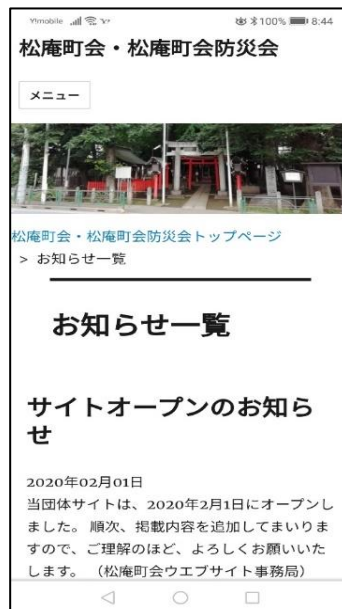 Y!mobile 100% 8:44
松庵町会・松庵町会防災会
メニュー
松庵町会・松庵町会防災会トップページ
> お知らせ一覧
お知らせ一覧
サイトオープンのお知ら
せ
2020年02月01日
当団体サイトは、2020年2月1日にオープンし
ました。 順次、掲載内容を追加してまいりま
すので、ご理解のほど、よろしくお願いいた
します。 （松庵町会ウエブサイト事務局）